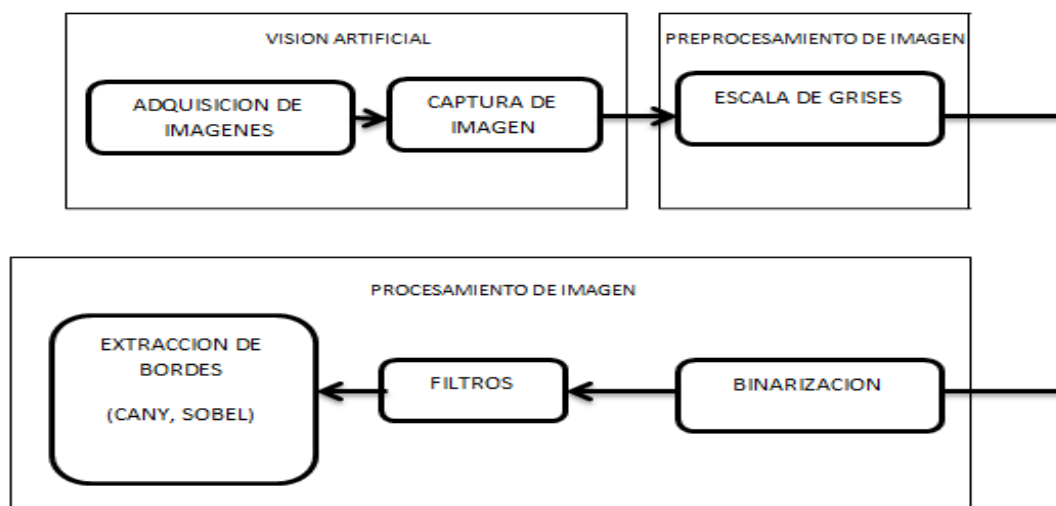 VISION ARTIFICIAL
ADQUISICION DE
IMAGENES
CAPTURA DE
IMAGEN
PREPROCESAMIENTO DE IMAGEN
ESCALA DE GRISES
PROCESAMIENTO DE IMAGEN
EXTRACCION DE
BORDES
(CANY, SOBEL)
FILTROS
BINARIZACION